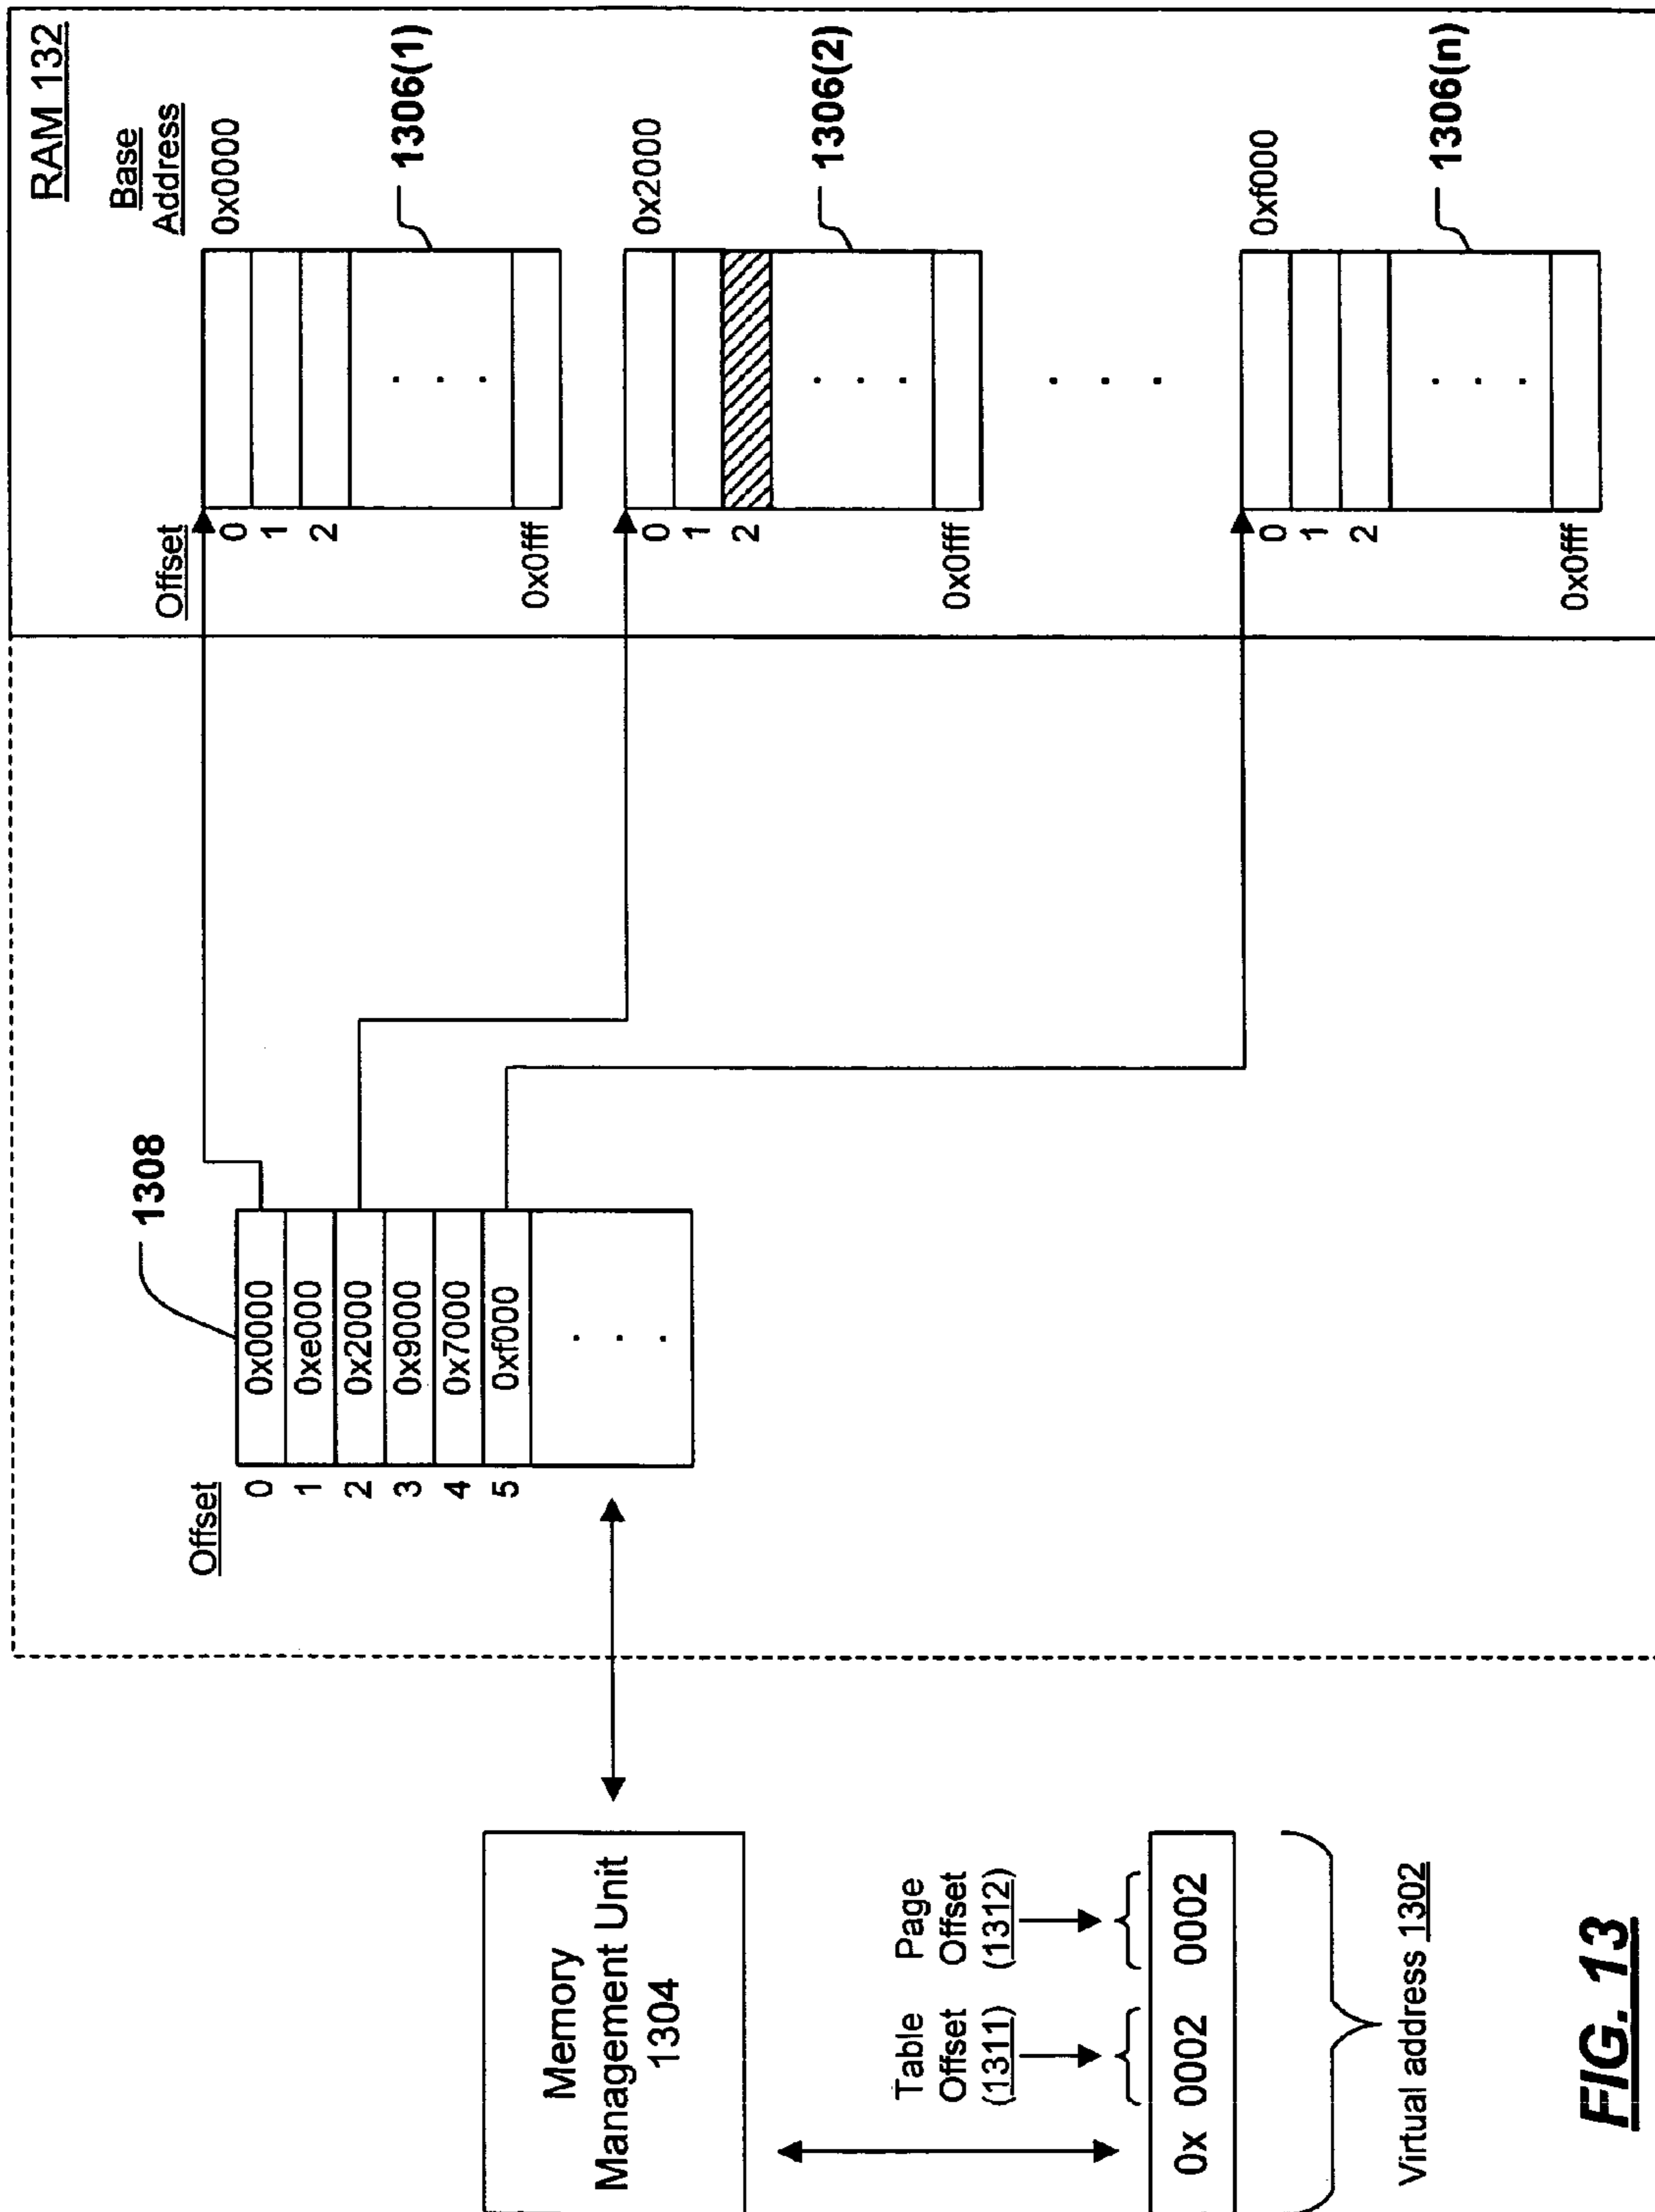 Memory
Management Unit
1304
Table
Offset
(1311)
Page
Offset
(1312)
0x 0002 0002
Virtual address 1302
Offset
1308
0 0x0000
1 0xe000
2 0x2000
3 0x9000
4 0x7000
5 0xf000
RAM 132
Offset
Base
Address
0x0000
0
1
2
0x0fff
1306(1)
0x2000
0
1
2
0x0fff
1306(2)
0xf000
0
1
2
0x0fff
1306(n)
FIG. 13